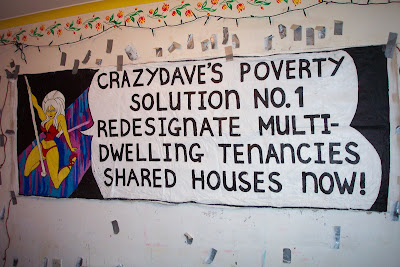 CRAZYDAVE'S POVERTY
SOLUTION NO.1
REDESIGNATE MULTI-
DWELLING TENANCIES
SHARED HOUSES NOW!